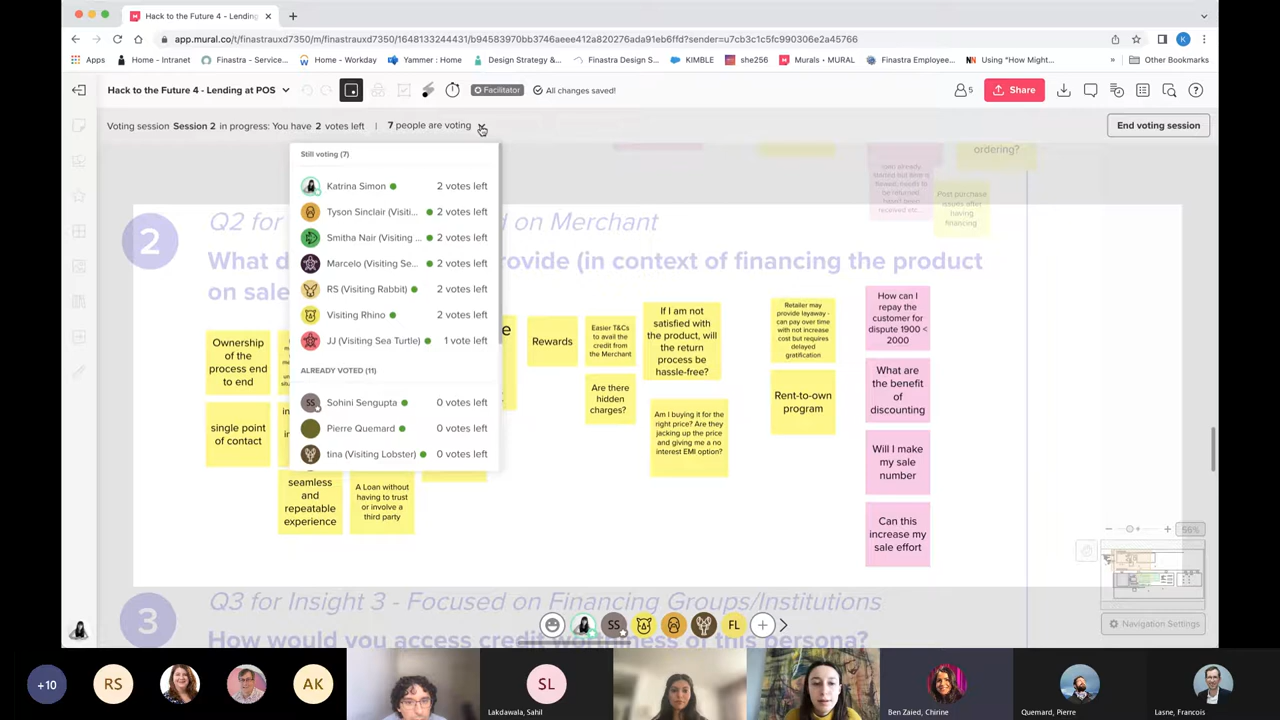 Hack to the Future 4 - Lending
app.mural.co/t/finastrauxd7350/m/finastrauxd7350/1648133244431/b94583970bb3746aeee412a820276ada91eb6ffd?sender=u7cb3c1c5fc990306e2a45766
K
Apps
Home - Intranet
Finastra - Service...
Home - Workday
Yammer : Home
Design Strategy &...
Finastra Design S...
KIMBLE
she256
Murals • MURAL
Finastra Employee...
NN Using "How Might...
»
Other Bookmarks
Hack to the Future 4 - Lending at POS
Facilitator
All changes saved!
5
Share
Voting session Session 2 in progress: You have 2 votes left | 7 people are voting
End voting session
Still voting (7)
Katrina Simon 2 votes left
Tyson Sinclair (Visiti... 2 votes left
Smitha Nair (Visiting ... 2 votes left
Marcelo (Visiting Se... 2 votes left
RS (Visiting Rabbit) 2 votes left
Visiting Rhino 2 votes left
JJ (Visiting Sea Turtle) 1 vote left
ALREADY VOTED (11)
SS Sohini Sengupta 0 votes left
Pierre Quemard 0 votes left
tina (Visiting Lobster) 0 votes left
ordering?
Post purchase
issues after
having
financing
2
Q2 for
on Merchant
What d
rovide (in context of financing the product
on sale
Ownership
of the
process end
to end
single point
of contact
seamless
and
repeatable
experience
A Loan without
having to trust
or involve a
third party
Rewards
Easier T&Cs
to avail the
credit from
the Merchant
Are there
hidden
charges?
If I am not
satisfied with
the product,
will the
return
process be
hassle-free?
Am I buying it for the
right price? Are they
jacking up the price
and giving me a no
interest EMI option?
Retailer may
provide layaway -
can pay over time
with not increase
cost but requires
delayed
gratification
Rent-to-own
program
How can I
repay the
customer for
dispute 1900 <
2000
What are
the benefit
of
discounting
Will I make
my sale
number
Can this
increase my
sale effort
56%
Navigation Settings
3
Q3 for Insight 3 - Focused on Financing Groups/Institutions
How would you access credit worthiness of this persona?
SS
FL
+10
RS
AK
SL
Lakdawala, Sahil
Ben Zaied, Chirine
Quemard, Pierre
Lasne, Francois